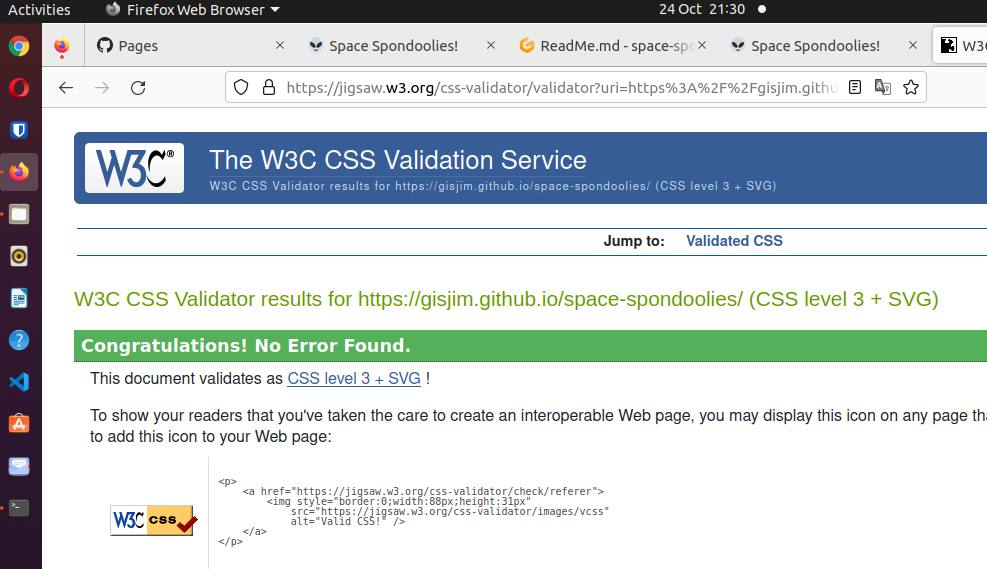 Activities Firefox Web Browser 24 Oct 21:30
Pages Space Spondoolies! ReadMe.md - space-spo Space Spondoolies! W3C
https://jigsaw.w3.org/css-validator/validator?uri=https%3A%2F%2Fgisjim.githu
W3C® The W3C CSS Validation Service
W3C CSS Validator results for https://gisjim.github.io/space-spondoolies/ (CSS level 3 + SVG)
Jump to: Validated CSS
W3C CSS Validator results for https://gisjim.github.io/space-spondoolies/ (CSS level 3 + SVG)
Congratulations! No Error Found.
This document validates as CSS level 3 + SVG !
To show your readers that you've taken the care to create an interoperable Web page, you may display this icon on any page tha
to add this icon to your Web page:
<p>
<a href="https://jigsaw.w3.org/css-validator/check/referer">
<img style="border:0;width:88px;height:31px"
src="https://jigsaw.w3.org/css-validator/images/vcss"
alt="Valid CSS!" />
</a>
</p>
W3C css